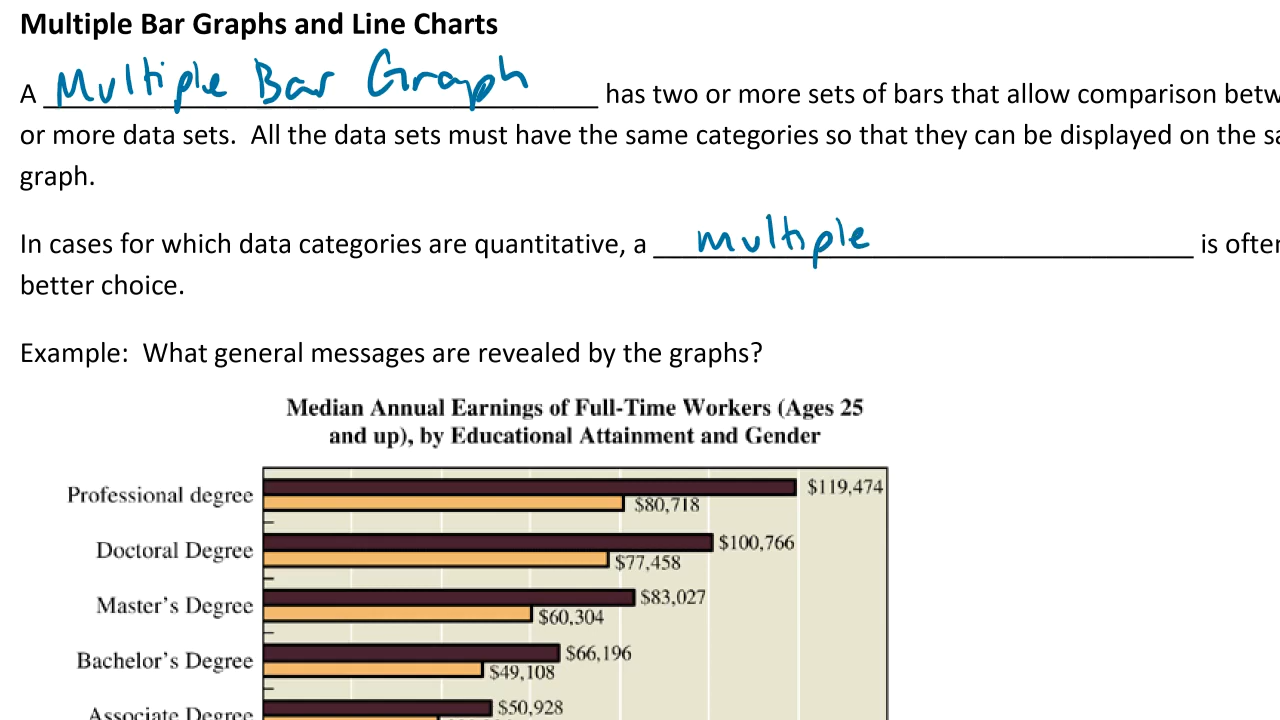 Multiple Bar Graphs and Line Charts
A Multiple Bar Graph has two or more sets of bars that allow comparison betw
or more data sets. All the data sets must have the same categories so that they can be displayed on the sa
graph.
In cases for which data categories are quantitative, a multiple is ofter
better choice.
Example: What general messages are revealed by the graphs?
Median Annual Earnings of Full-Time Workers (Ages 25
and up), by Educational Attainment and Gender
Professional degree $119,474
$80,718
Doctoral Degree $100,766
$77,458
Master's Degree $83,027
$60,304
Bachelor's Degree $66,196
$49,108
Associate Degree $50,928